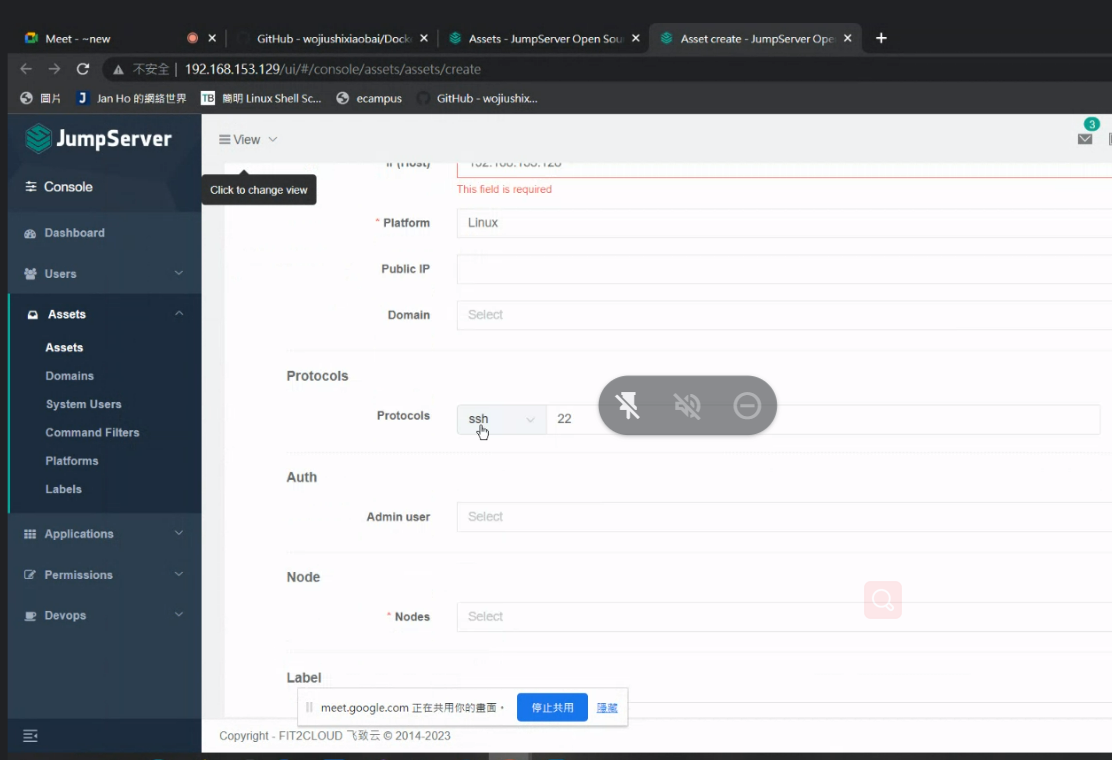 Meet - ~new
GitHub - wojiushixiaobai/Dock
Assets - JumpServer Open Sou
Asset create - JumpServer Ope
不安全 | 192.168.153.129/ui/#/console/assets/assets/create
圖片
J Jan Ho 的網絡世界
TB 簡明 Linux Shell Sc...
ecampus
GitHub - wojiushix...
JumpServer
View
3
Console
Click to change view
IP(Host)
This field is required
* Platform
Linux
Dashboard
Public IP
Users
Domain
Select
Assets
Assets
Domains
System Users
Command Filters
Platforms
Labels
Protocols
Protocols
ssh
22
Auth
Admin user
Select
Applications
Permissions
Devops
Node
* Nodes
Select
Label
meet.google.com 正在共用你的畫面。
停止共用
隱藏
Copyright - FIT2CLOUD 飞致云 © 2014-2023